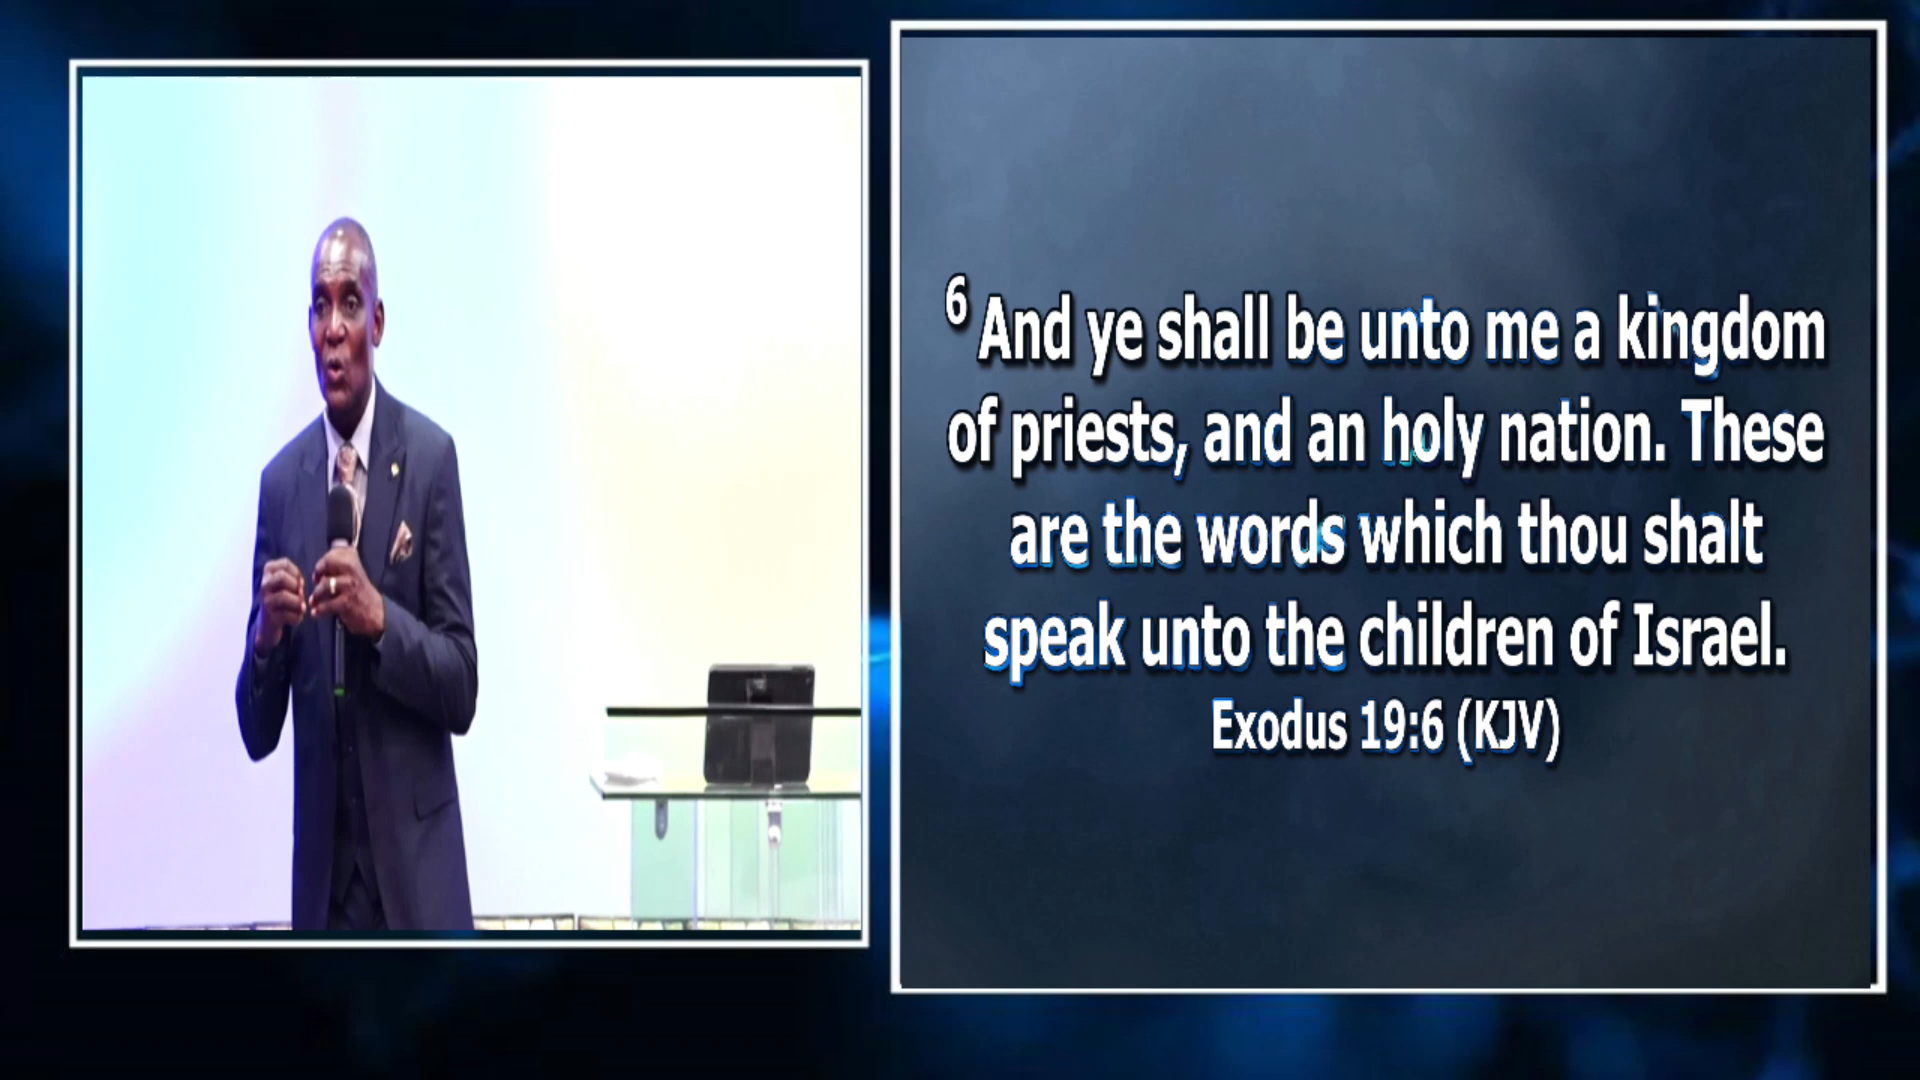 6 And ye shall be unto me a kingdom
of priests, and an holy nation. These
are the words which thou shalt
speak unto the children of Israel.
Exodus 19:6 (KJV)